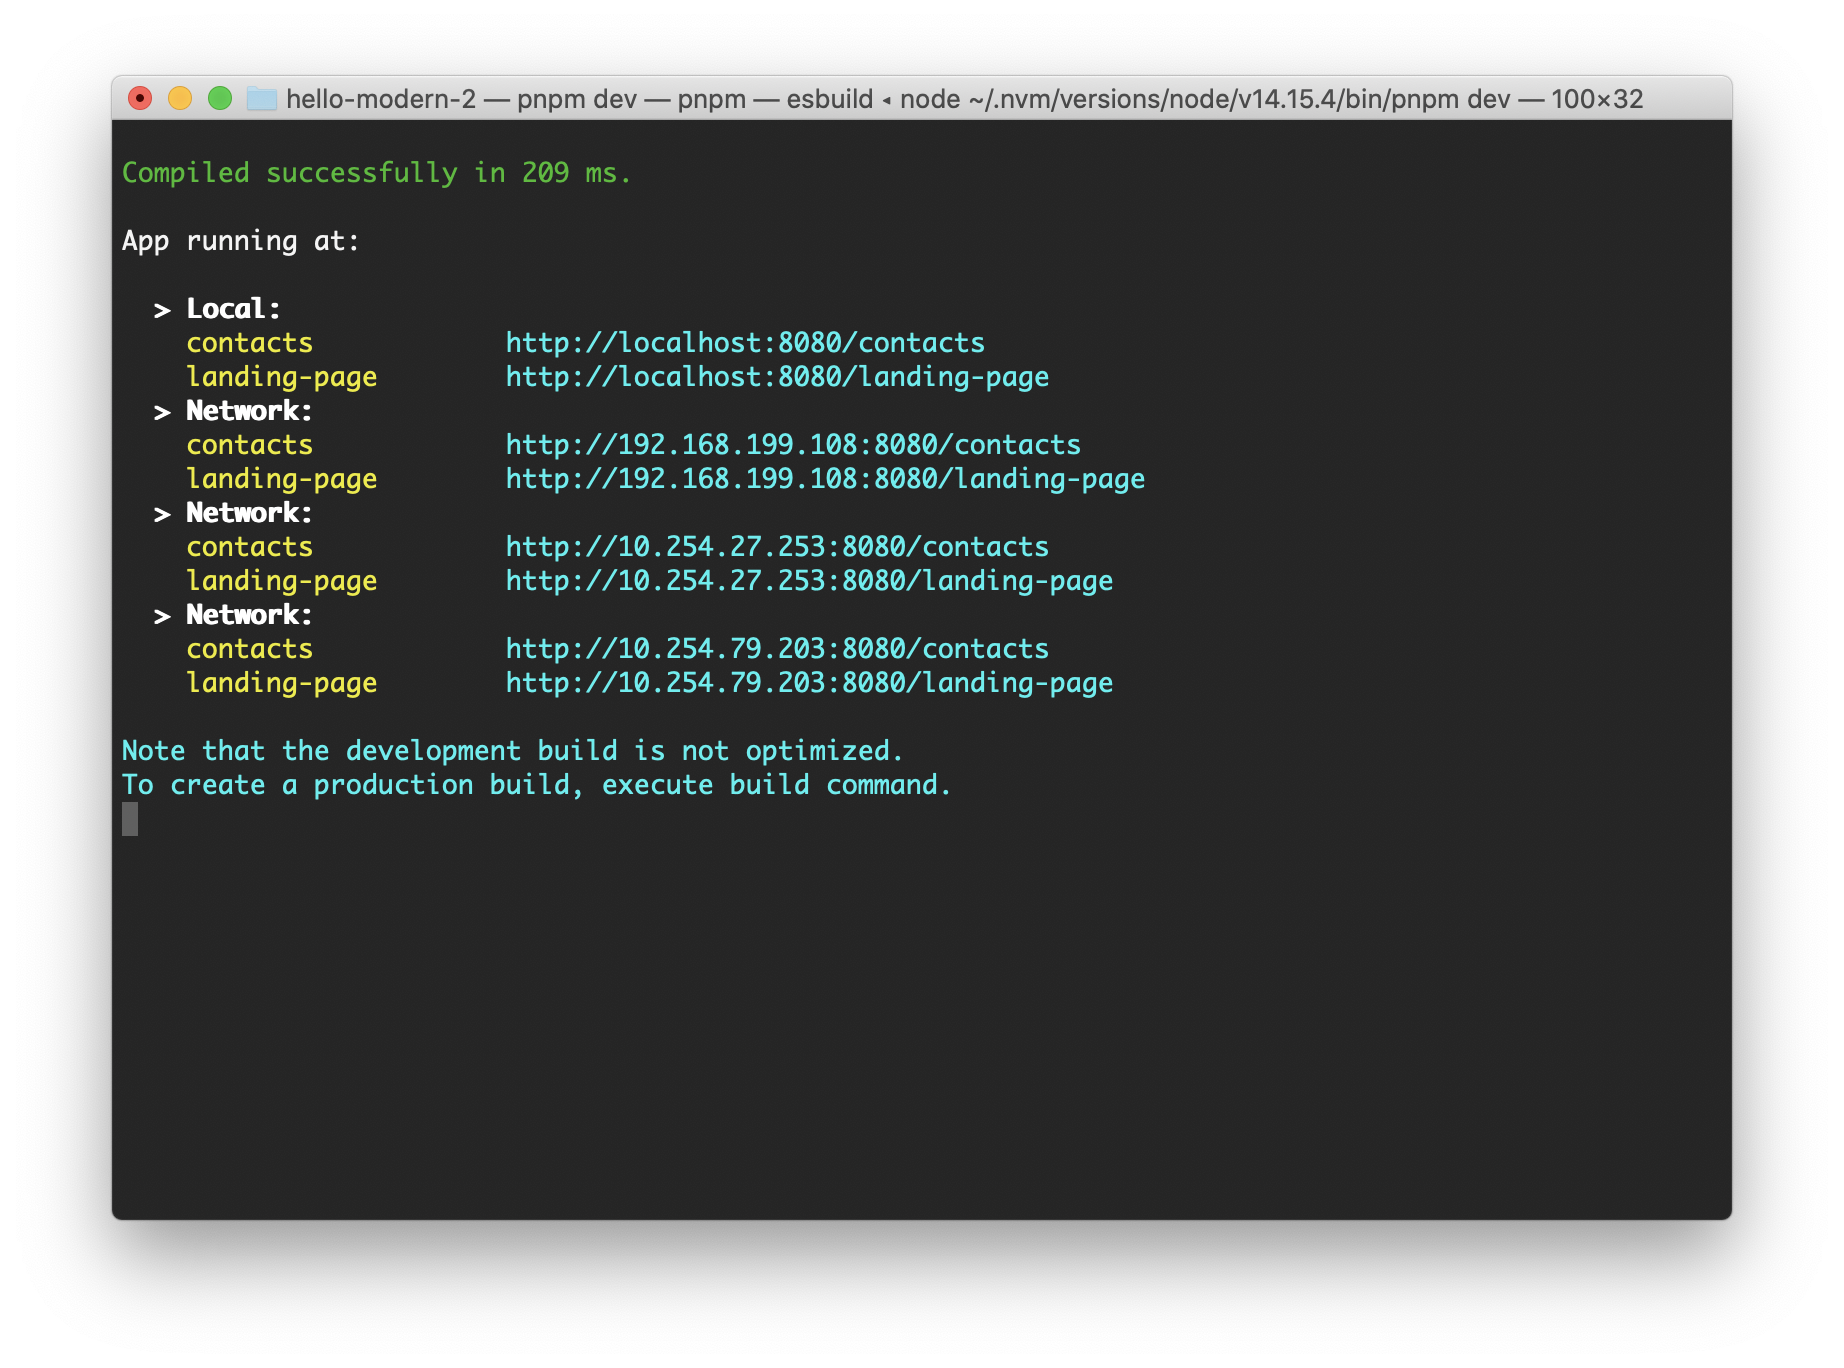 hello-modern-2 — pnpm dev — pnpm — esbuild ◂ node ~/.nvm/versions/node/v14.15.4/bin/pnpm dev — 100×32
Compiled successfully in 209 ms.
App running at:
> Local:
contacts http://localhost:8080/contacts
landing-page http://localhost:8080/landing-page
> Network:
contacts http://192.168.199.108:8080/contacts
landing-page http://192.168.199.108:8080/landing-page
> Network:
contacts http://10.254.27.253:8080/contacts
landing-page http://10.254.27.253:8080/landing-page
> Network:
contacts http://10.254.79.203:8080/contacts
landing-page http://10.254.79.203:8080/landing-page
Note that the development build is not optimized.
To create a production build, execute build command.